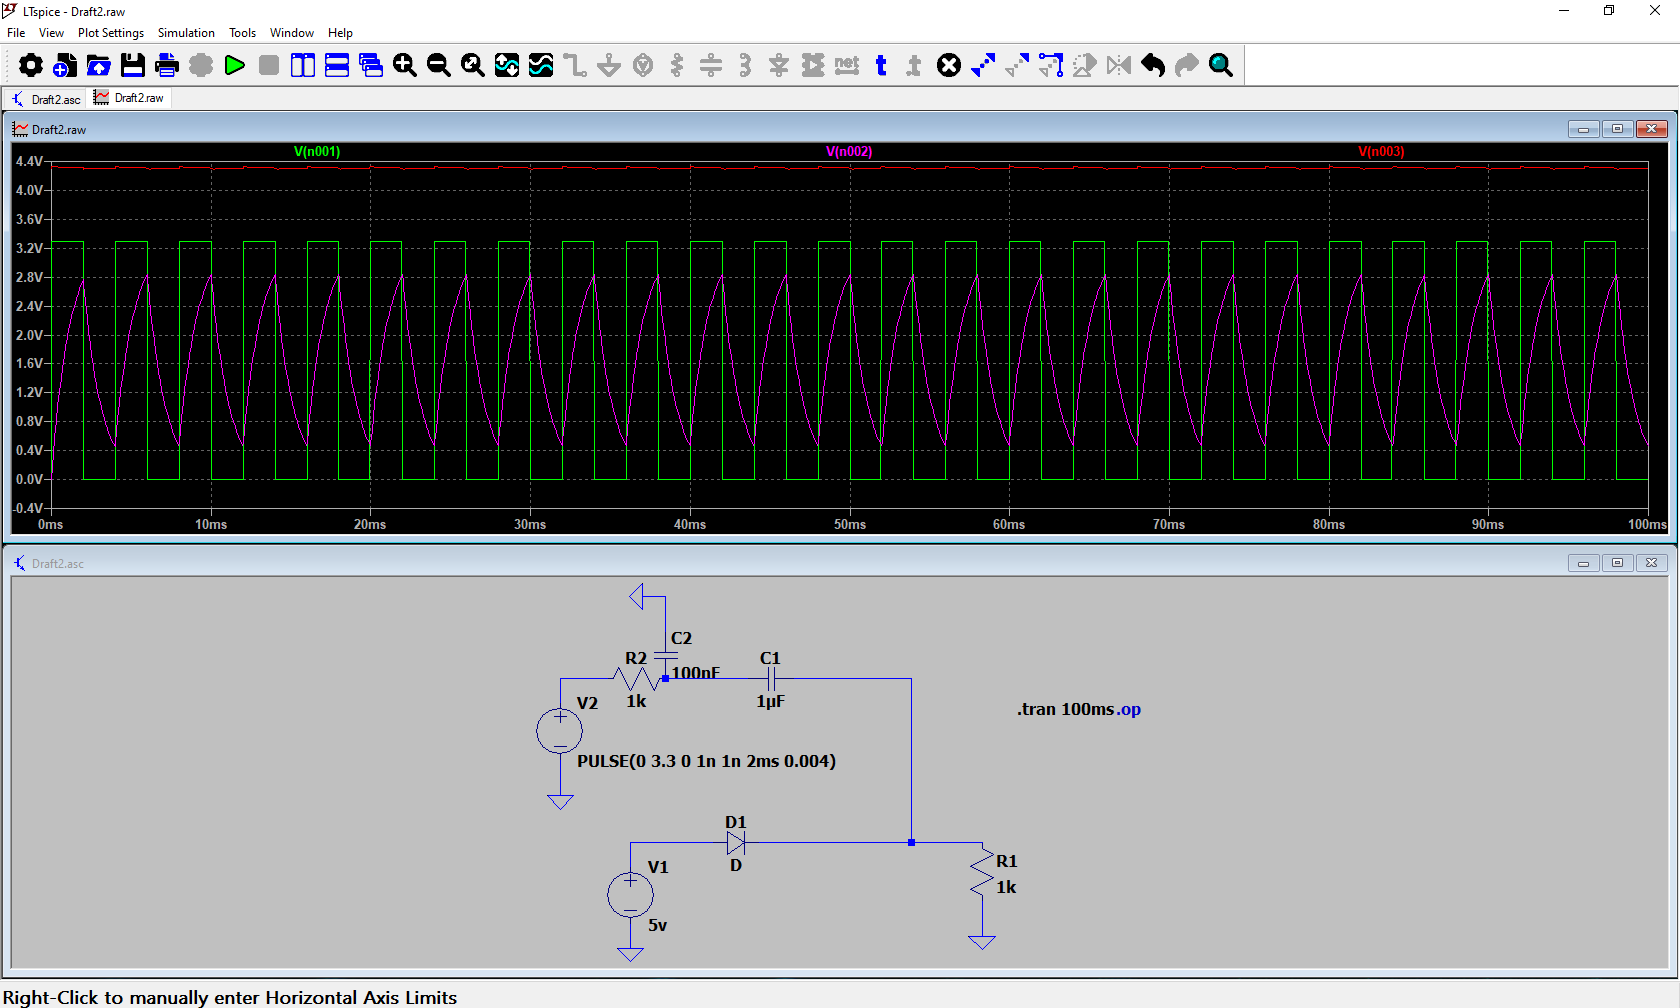 LTspice - Draft2.raw
File View Plot Settings Simulation Tools Window Help
net
t t
Draft2.asc Draft2.raw
Draft2.raw
V(n001) V(n002) V(n003)
4.4V
4.0V
3.6V
3.2V
2.8V
2.4V
2.0V
1.6V
1.2V
0.8V
0.4V
0.0V
-0.4V
0ms 10ms 20ms 30ms 40ms 50ms 60ms 70ms 80ms 90ms 100ms
Draft2.asc
C2
100nF
R2
1k
C1
1µF
V2
PULSE(0 3.3 0 1n 1n 2ms 0.004)
.tran 100ms.op
D1
D
V1
5v
R1
1k
Right-Click to manually enter Horizontal Axis Limits